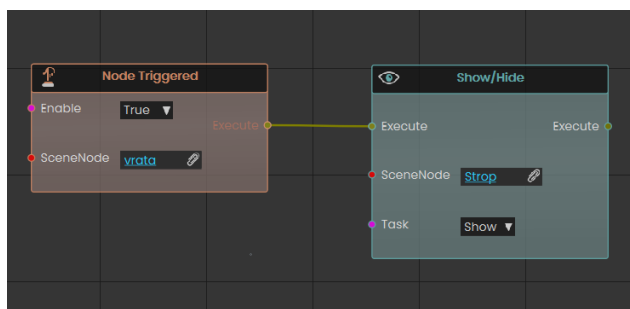 Node Triggered
Enable
True
Execute
SceneNode
vrata
Show/Hide
Execute
Execute
SceneNode
Strop
Task
Show